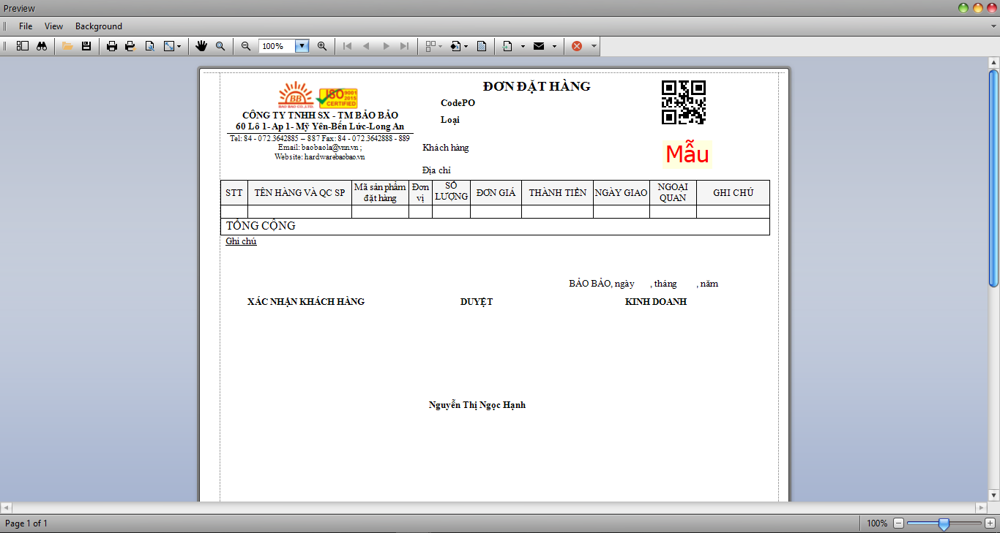 Preview
File View Background
100%
BB
BAO BAO CO.,LTD
ISO 9001 2015
CERTIFIED
CÔNG TY TNHH SX - TM BẢO BẢO
60 Lô 1- Ap 1- Mỹ Yên-Bến Lức-Long An
Tel: 84 - 072.3642885 – 887 Fax: 84 - 072.3642888 - 889
Email: baobaola@vnn.vn ;
Website: hardwarebaobao.vn
ĐƠN ĐẶT HÀNG
CodePO
Loại
Khách hàng
Địa chỉ
Mẫu
STT TÊN HÀNG VÀ QC SP Mã sản phẩm đặt hàng Đơn vị SỐ LƯỢNG ĐƠN GIÁ THÀNH TIỀN NGÀY GIAO NGOẠI QUAN GHI CHÚ
TỔNG CỘNG
Ghi chú
BẢO BẢO, ngày , tháng , năm
XÁC NHẬN KHÁCH HÀNG DUYỆT KINH DOANH
Nguyễn Thị Ngọc Hạnh
Page 1 of 1 100%